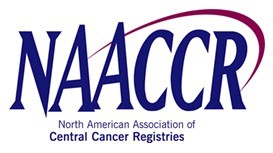 NAACCR
North American Association of
Central Cancer Registries